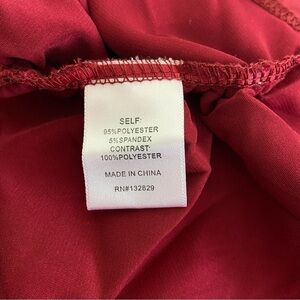 SELF:
95%POLYESTER
5%SPANDEX
CONTRAST:
100%POLYESTER
MADE IN CHINA
RN#132829